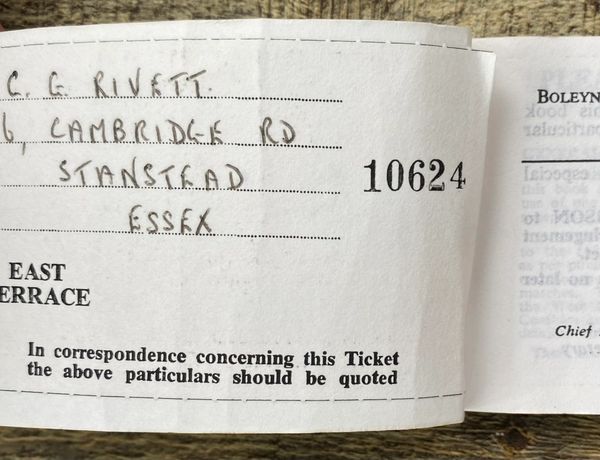 C. G. RIVETT.
6, CAMBRIDGE RD
STANSTEAD
10624
ESSEX
EAST
ERRACE
In correspondence concerning this Ticket
the above particulars should be quoted
BOLEYN
Chief